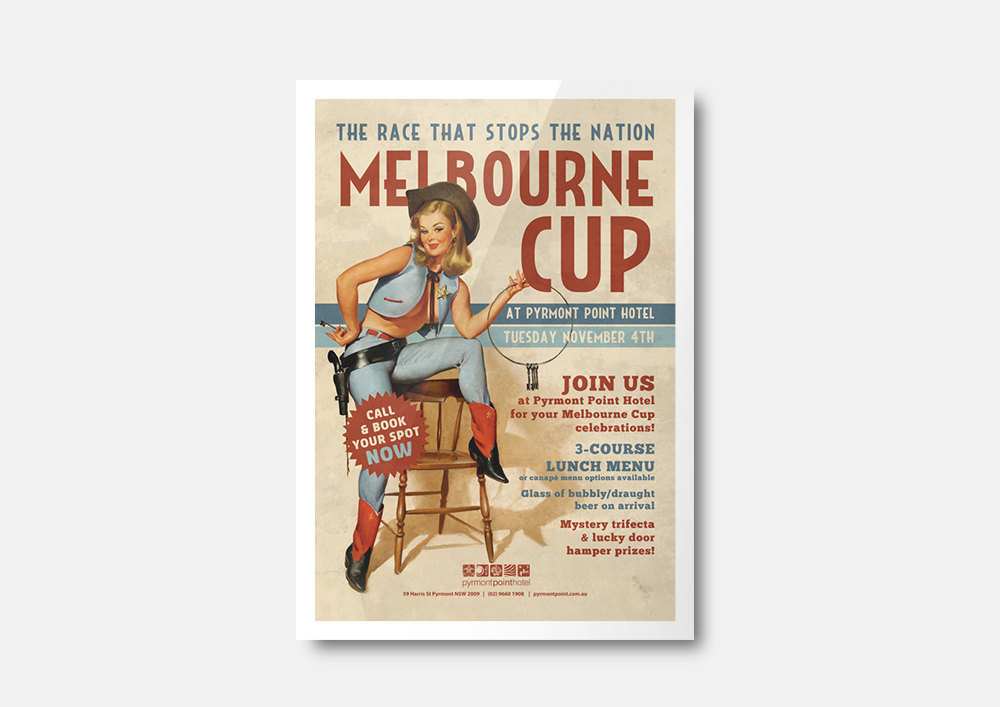 THE RACE THAT STOPS THE NATION
MELBOURNE
CUP
AT PYRMONT POINT HOTEL
TUESDAY NOVEMBER 4TH
JOIN US
at Pyrmont Point Hotel
for your Melbourne Cup
celebrations!
3-COURSE
LUNCH MENU
or canapé menu options available
Glass of bubbly/draught
beer on arrival
Mystery trifecta
& lucky door
hamper prizes!
CALL
& BOOK
YOUR SPOT
NOW
pyrmontpointhotel
59 Harris St Pyrmont NSW 2009 | (02) 9660 1908 | pyrmontpoint.com.au